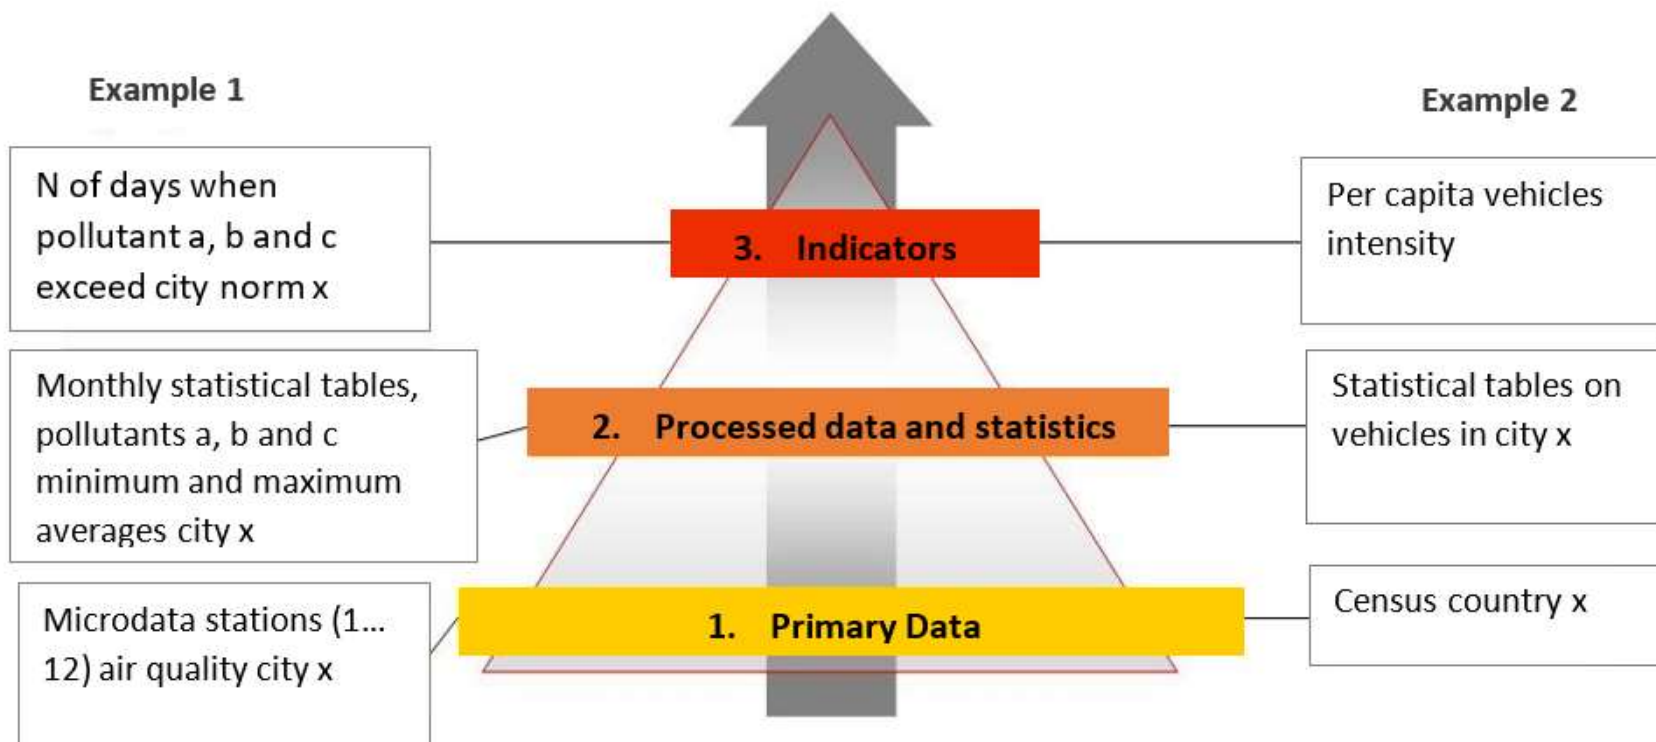 Example 1
Example 2
N of days when
pollutant a, b and c
exceed city norm x
3. Indicators
Per capita vehicles
intensity
Monthly statistical tables,
pollutants a, b and c
minimum and maximum
averages city x
2. Processed data and statistics
Statistical tables on
vehicles in city x
Microdata stations (1...
12) air quality city x
1. Primary Data
Census country x